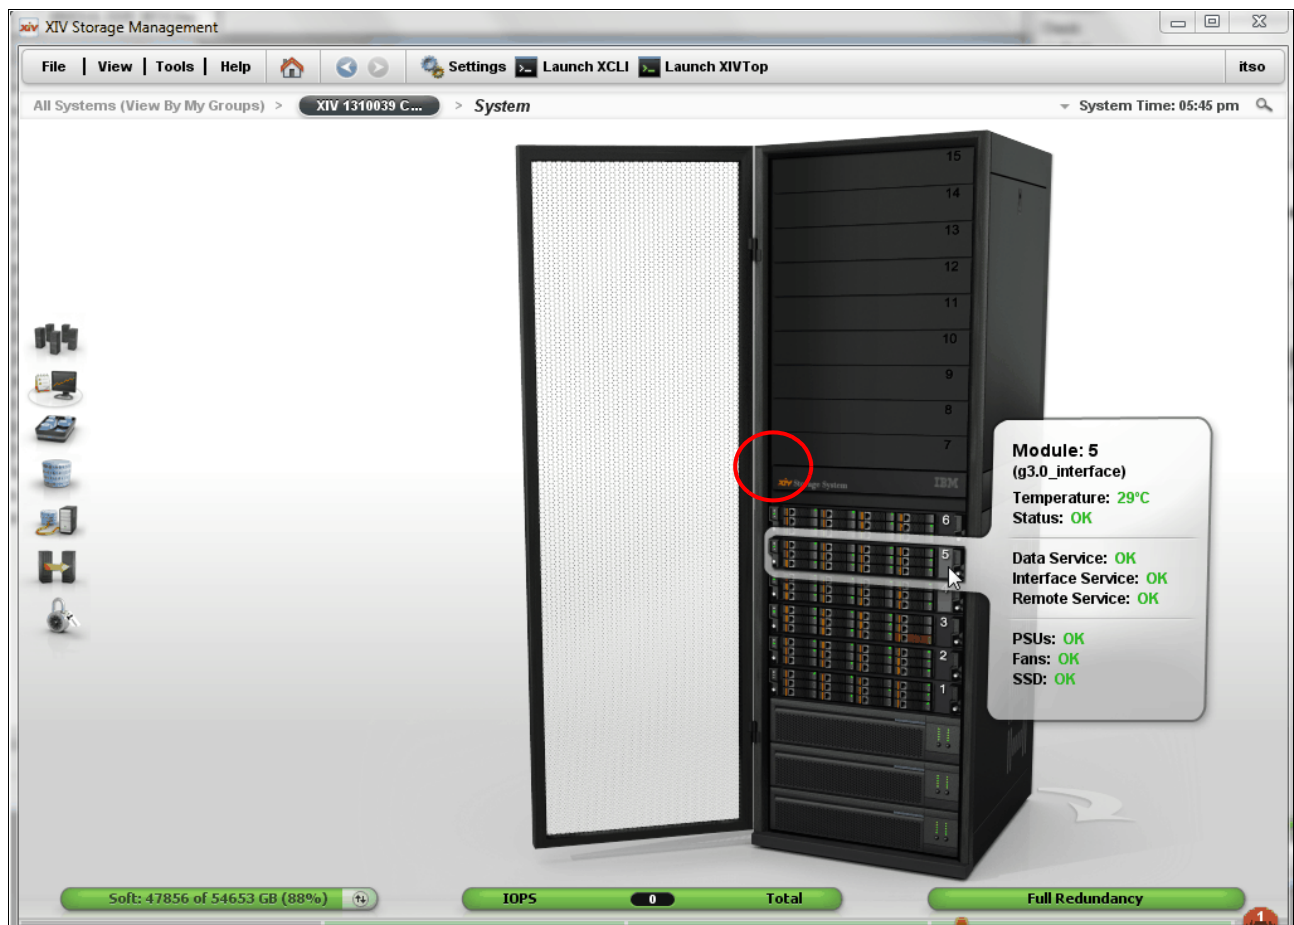 XIV Storage Management
File View Tools Help Settings Launch XCLI Launch XIVTop itso
All Systems (View By My Groups) > XIV 1310039 C... > System System Time: 05:45 pm
15
14
13
12
11
10
9
8
7
XIV Storage System IBM
6
5
3
2
1
Module: 5
(g3.0_interface)
Temperature: 29°C
Status: OK
Data Service: OK
Interface Service: OK
Remote Service: OK
PSUs: OK
Fans: OK
SSD: OK
Soft: 47856 of 54653 GB (88%) IOPS 0 Total Full Redundancy
1